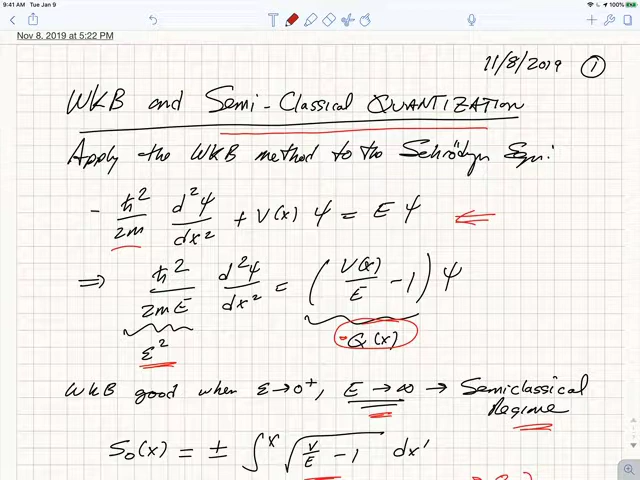 9:41 AM Tue Jan 9
100%
Nov 8, 2019 at 5:22 PM
11/8/2019 ①
WKB and Semi-Classical QUANTIZATION
Apply the WKB method to the Schrödgn Eqn:
- ℏ²/2m d²ψ/dx² + V(x) ψ = E ψ ⇐
⇒ ℏ²/2mE d²ψ/dx² = (V(x)/E - 1) ψ
ε² Q(x)
WKB good when ε → 0⁺, E → ∞ → Semiclassical
Regime
S₀(x) = ± ∫ˣ √(V/E - 1) dx'